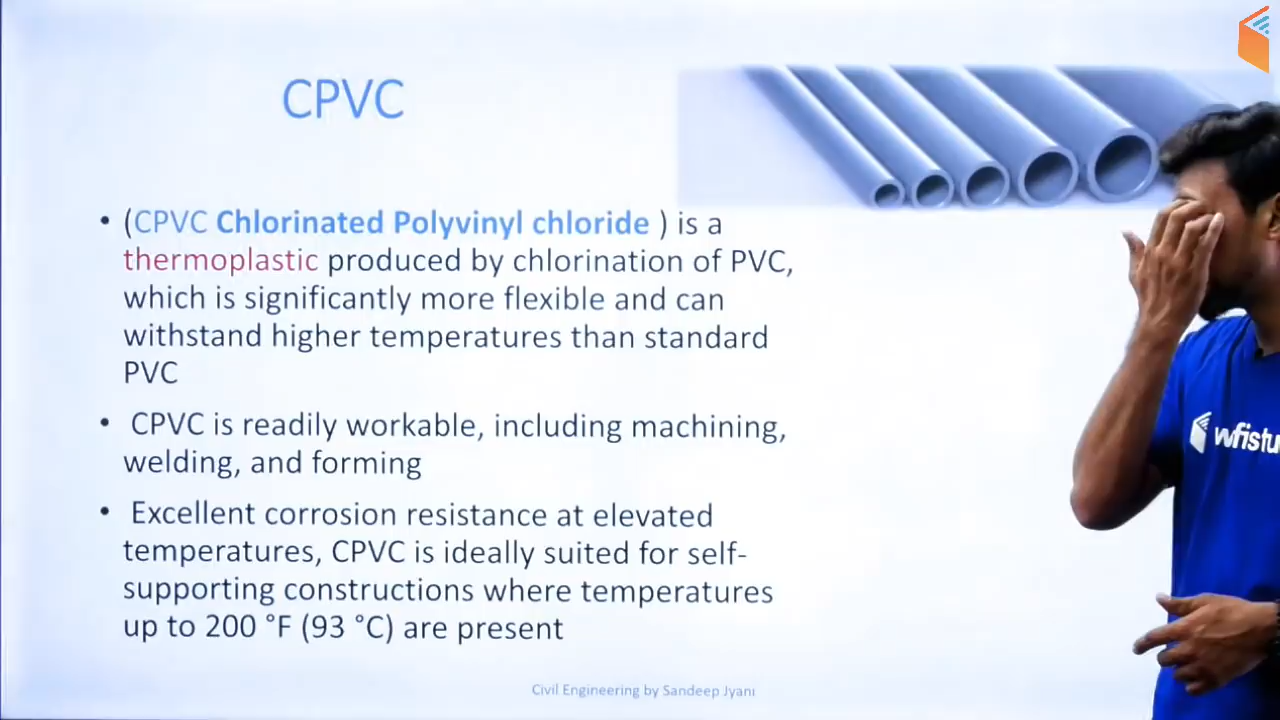 CPVC
• (CPVC Chlorinated Polyvinyl chloride ) is a
thermoplastic produced by chlorination of PVC,
which is significantly more flexible and can
withstand higher temperatures than standard
PVC
• CPVC is readily workable, including machining,
welding, and forming
• Excellent corrosion resistance at elevated
temperatures, CPVC is ideally suited for self-
supporting constructions where temperatures
up to 200 °F (93 °C) are present
Civil Engineering by Sandeep Jyani
wifistu